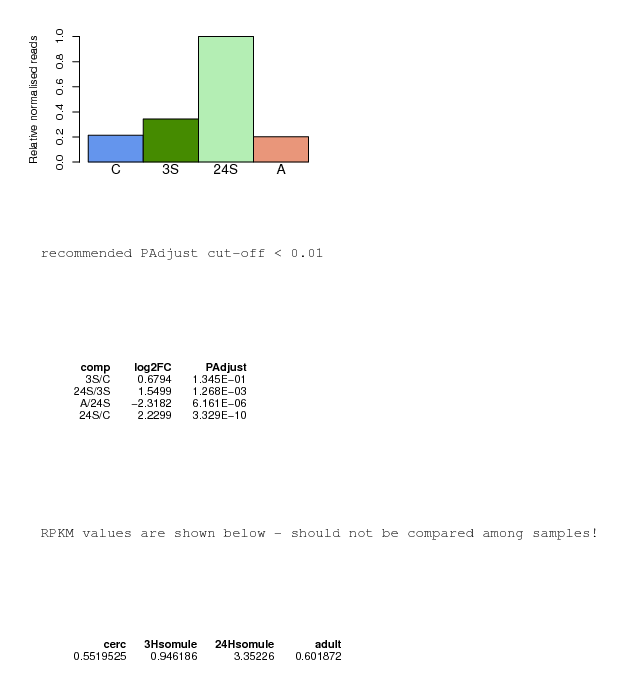 Relative normalised reads
1.0
0.8
0.6
0.4
0.2
0.0
C 3S 24S A
recommended PAdjust cut-off < 0.01
comp log2FC PAdjust
3S/C 0.6794 1.345E-01
24S/3S 1.5499 1.268E-03
A/24S -2.3182 6.161E-06
24S/C 2.2299 3.329E-10
RPKM values are shown below - should not be compared among samples!
cerc 3Hsomule 24Hsomule adult
0.5519525 0.946186 3.35226 0.601872